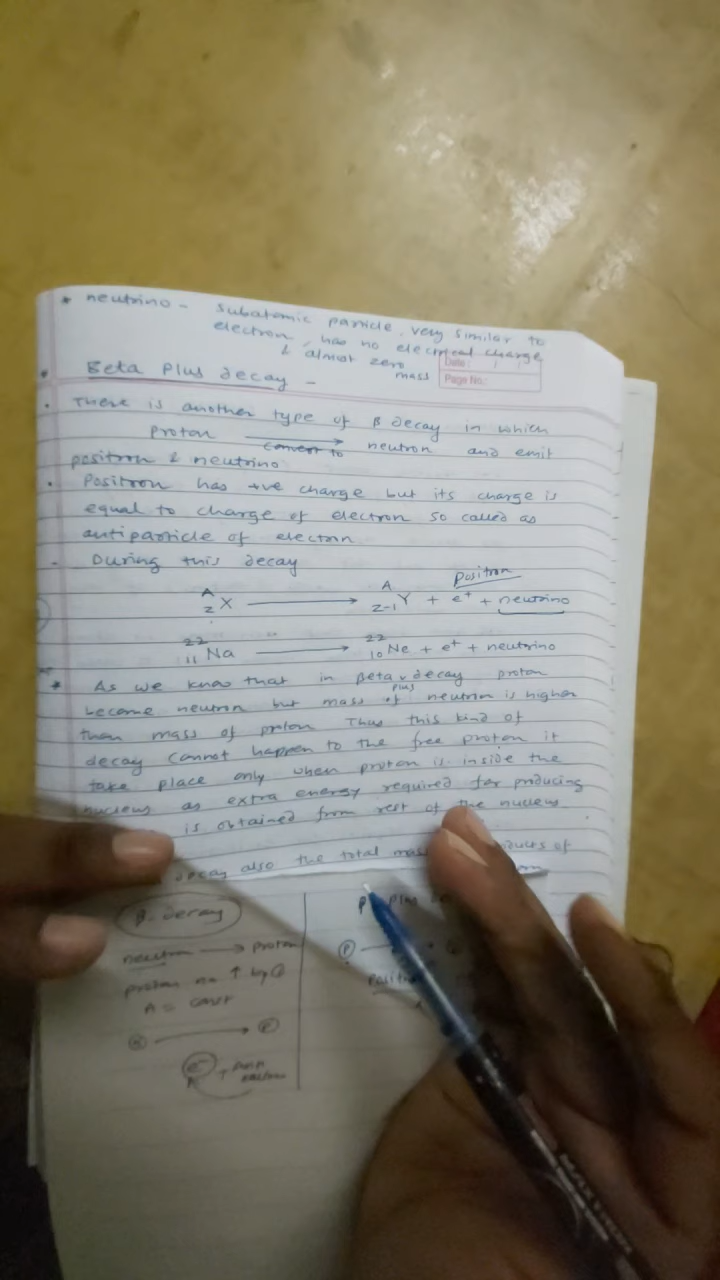 * neutrino - subatomic particle, very similar to
electron, has no electrical charge
& almost zero mass
Date:
Page No.:
• Beta Plus decay -
• There is another type of β decay in which
proton convert to neutron and emit
positron & neutrino
• Positron has +ve charge but its charge is
equal to charge of electron so called as
antiparticle of electron
- During this decay
Positron
A Z X → A Z-1 Y + e+ + neutrino
22 11 Na → 22 10 Ne + e+ + neutrino
* As we know that in Beta plus decay proton
become neutron but mass of neutron is higher
than mass of proton Thus this kind of
decay cannot happen to the free proton it
take place only when proton is inside the
nucleus as extra energy required for producing
is obtained from rest of the nucleus
decay also the total
β- decay
neutron → proton
proton no ↑ by
A = const
e-
β plus
P →